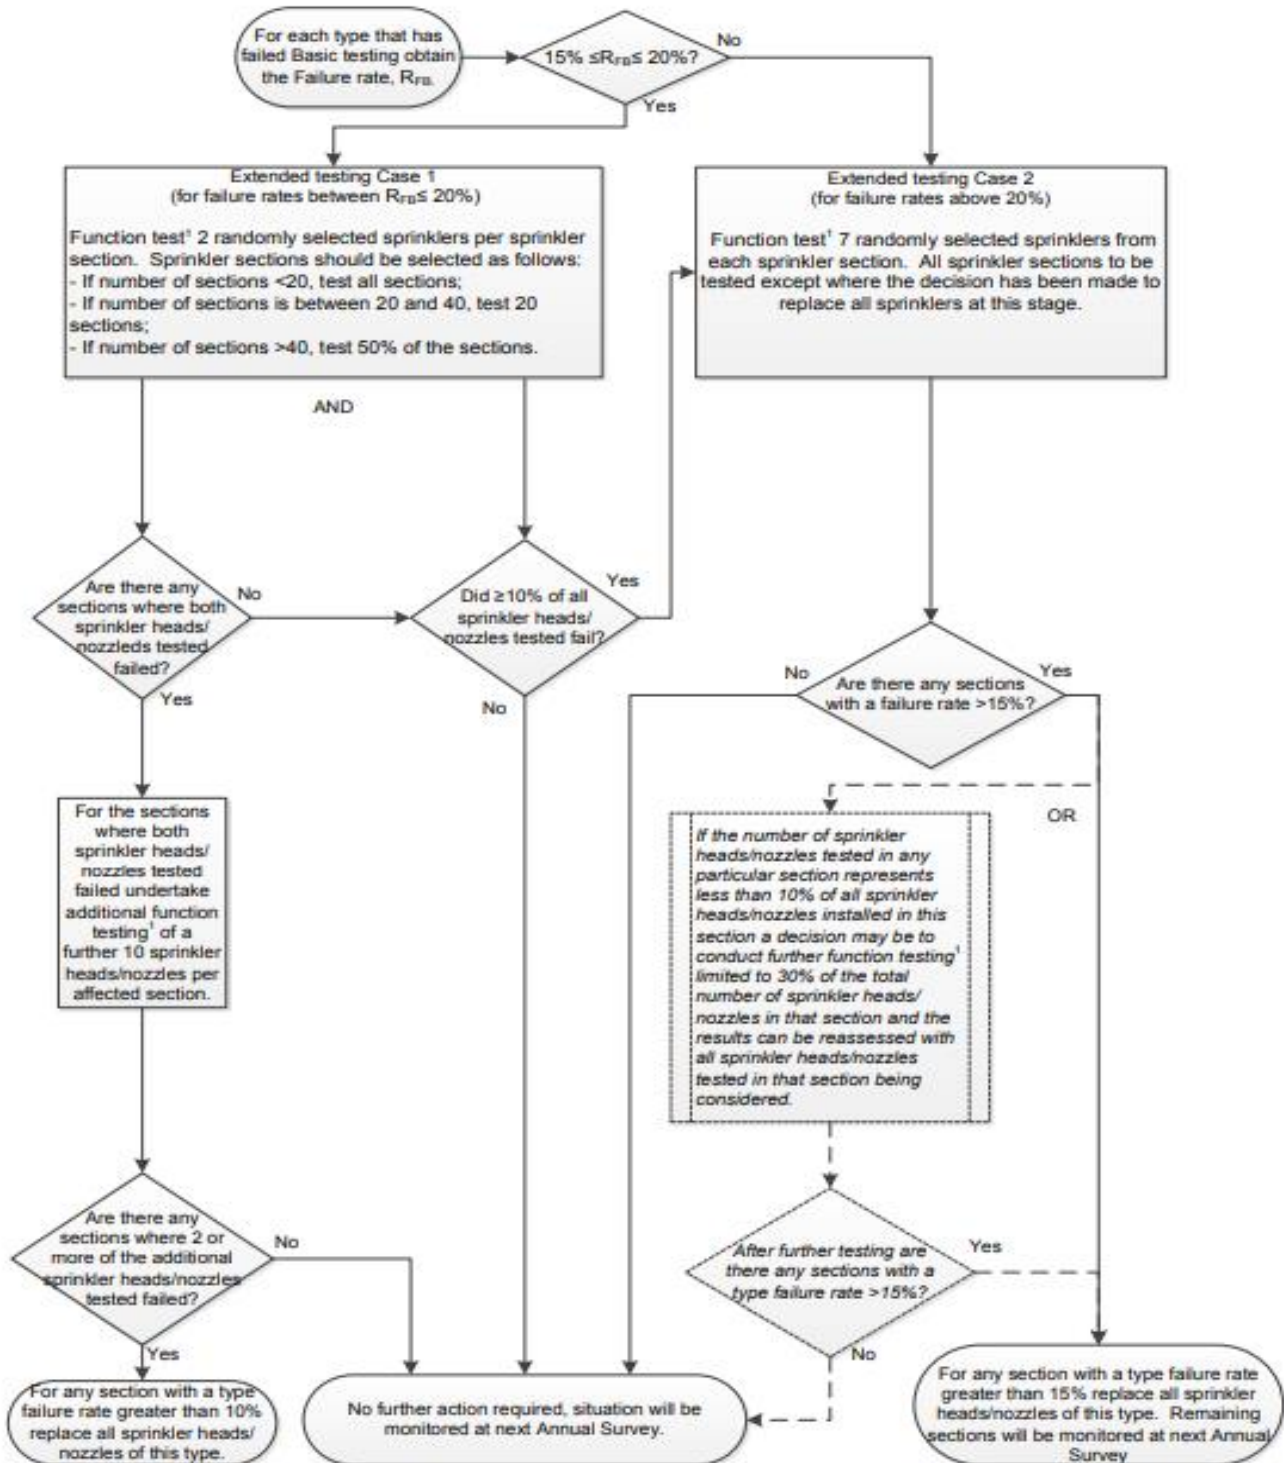 For each type that has
failed Basic testing obtain
the Failure rate, R_FB.
15% ≤R_FB≤ 20%?
No
Yes
Extended testing Case 1
(for failure rates between R_FB≤ 20%)
Function test¹ 2 randomly selected sprinklers per sprinkler
section. Sprinkler sections should be selected as follows:
- If number of sections <20, test all sections;
- If number of sections is between 20 and 40, test 20
sections;
- If number of sections >40, test 50% of the sections.
Extended testing Case 2
(for failure rates above 20%)
Function test¹ 7 randomly selected sprinklers from
each sprinkler section. All sprinkler sections to be
tested except where the decision has been made to
replace all sprinklers at this stage.
AND
Are there any
sections where both
sprinkler heads/
nozzleds tested
failed?
No
Yes
Did ≥10% of all
sprinkler heads/
nozzles tested fail?
Yes
No
Are there any sections
with a failure rate >15%?
No
Yes
For the sections
where both
sprinkler heads/
nozzles tested
failed undertake
additional function
testing¹ of a
further 10 sprinkler
heads/nozzles per
affected section.
OR
If the number of sprinkler
heads/nozzles tested in any
particular section represents
less than 10% of all sprinkler
heads/nozzles installed in this
section a decision may be to
conduct further function testing¹
limited to 30% of the total
number of sprinkler heads/
nozzles in that section and the
results can be reassessed with
all sprinkler heads/nozzles
tested in that section being
considered.
Are there any
sections where 2 or
more of the additional
sprinkler heads/nozzles
tested failed?
No
Yes
After further testing are
there any sections with a
type failure rate >15%?
Yes
No
For any section with a type
failure rate greater than 10%
replace all sprinkler heads/
nozzles of this type.
No further action required, situation will be
monitored at next Annual Survey.
For any section with a type failure rate
greater than 15% replace all sprinkler
heads/nozzles of this type. Remaining
sections will be monitored at next Annual
Survey